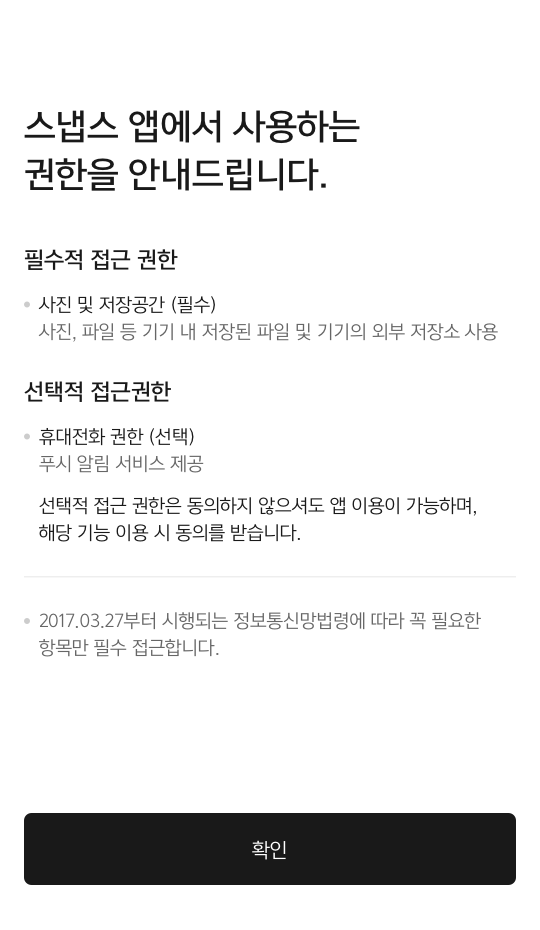 스냅스 앱에서 사용하는
권한을 안내드립니다.
필수적 접근 권한
사진 및 저장공간 (필수)
사진, 파일 등 기기 내 저장된 파일 및 기기의 외부 저장소 사용
선택적 접근권한
휴대전화 권한 (선택)
푸시 알림 서비스 제공
선택적 접근 권한은 동의하지 않으셔도 앱 이용이 가능하며,
해당 기능 이용 시 동의를 받습니다.
2017.03.27부터 시행되는 정보통신망법령에 따라 꼭 필요한
항목만 필수 접근합니다.
확인